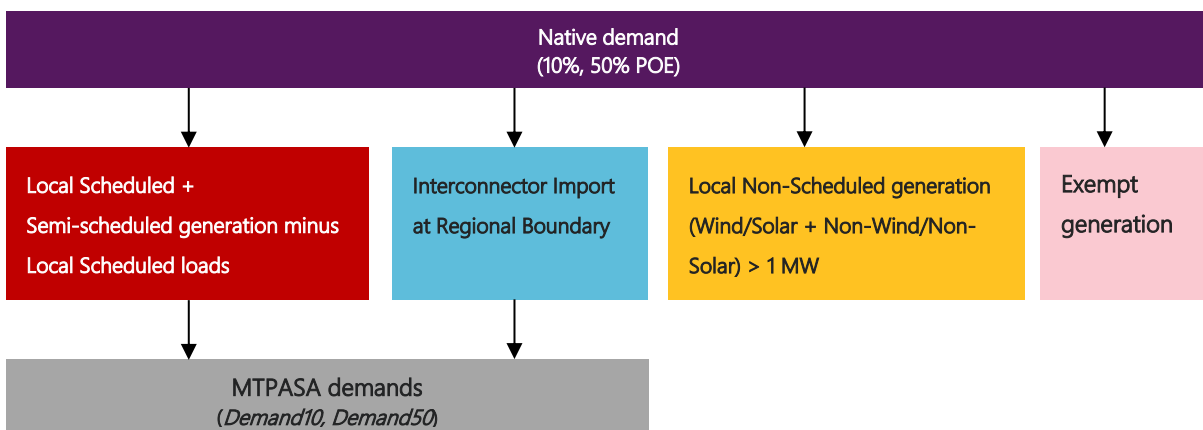 Native demand
(10%, 50% POE)
Local Scheduled +
Semi-scheduled generation minus
Local Scheduled loads
Interconnector Import
at Regional Boundary
Local Non-Scheduled generation
(Wind/Solar + Non-Wind/Non-
Solar) > 1 MW
Exempt
generation
MTPASA demands
(Demand10, Demand50)